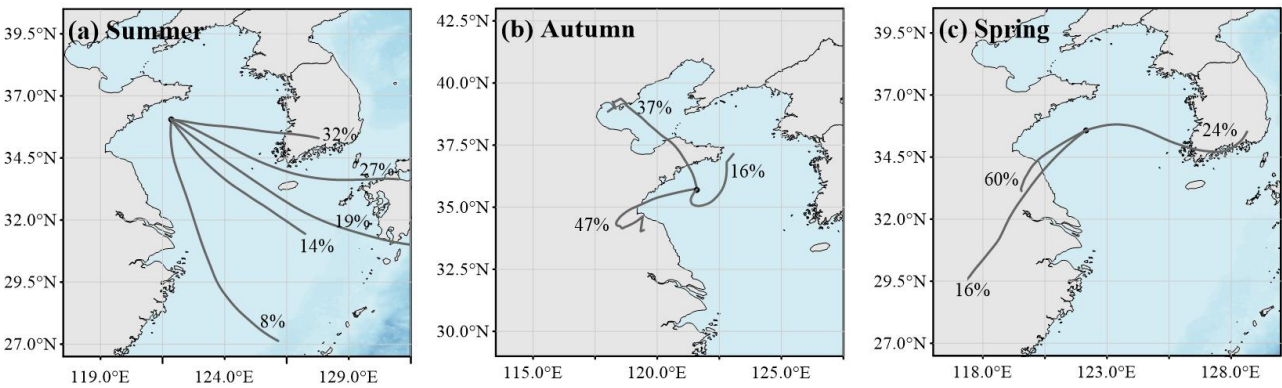 (a) Summer
39.5°N
37.0°N
34.5°N
32.0°N
29.5°N
27.0°N
32%
27%
19%
14%
8%
119.0°E 124.0°E 129.0°E
(b) Autumn
42.5°N
40.0°N
37.5°N
35.0°N
32.5°N
30.0°N
37%
16%
47%
115.0°E 120.0°E 125.0°E
(c) Spring
39.5°N
37.0°N
34.5°N
32.0°N
29.5°N
27.0°N
24%
60%
16%
118.0°E 123.0°E 128.0°E